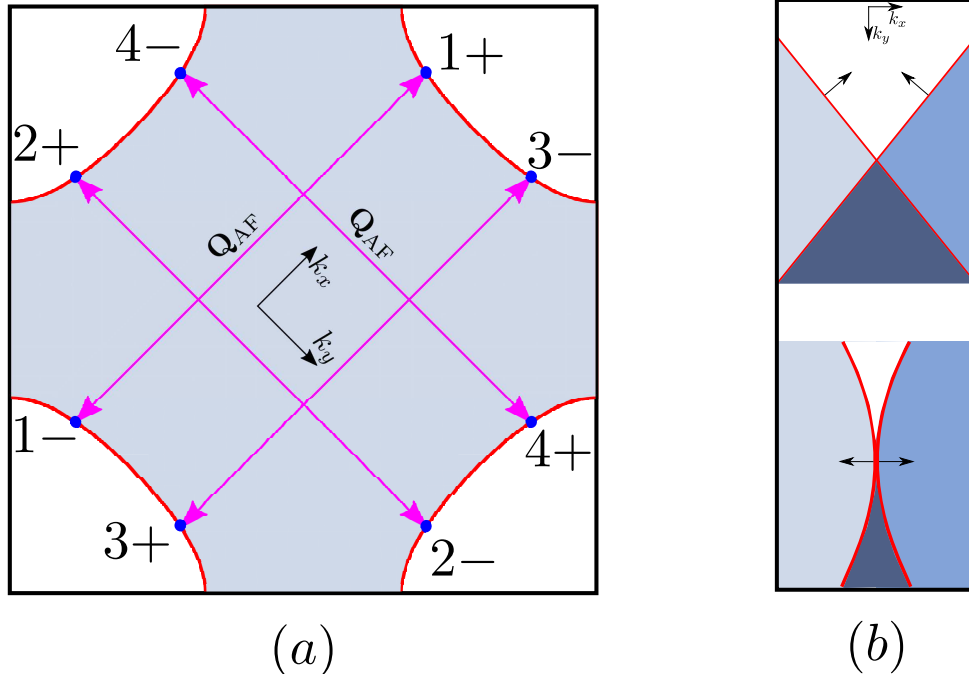 4−
1+
2+
3−
Q_AF
Q_AF
k_x
k_y
1−
4+
3+
2−
(a)
k_x
k_y
(b)